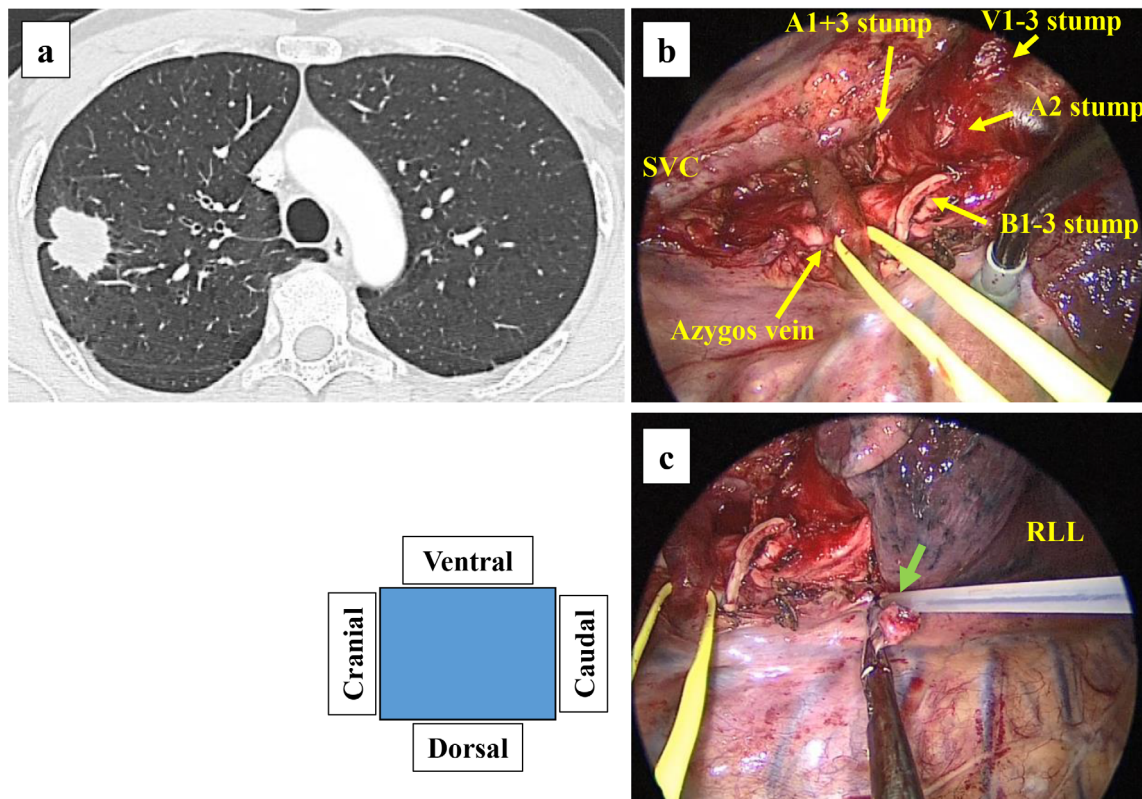 a
b
A1+3 stump
V1-3 stump
A2 stump
SVC
B1-3 stump
Azygos vein
c
RLL
Ventral
Cranial
Caudal
Dorsal